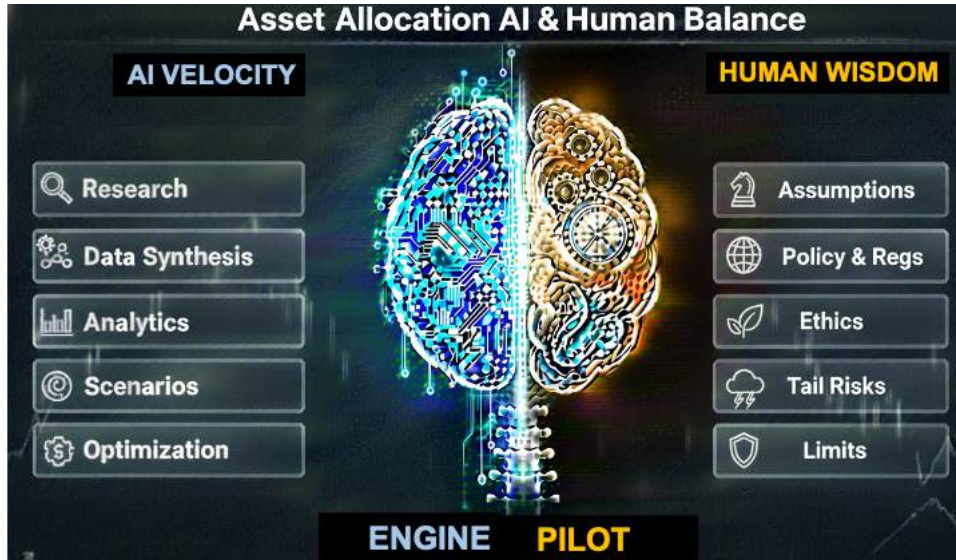 Asset Allocation AI & Human Balance
AI VELOCITY
HUMAN WISDOM
Research
Data Synthesis
Analytics
Scenarios
Optimization
Assumptions
Policy & Regs
Ethics
Tail Risks
Limits
ENGINE PILOT